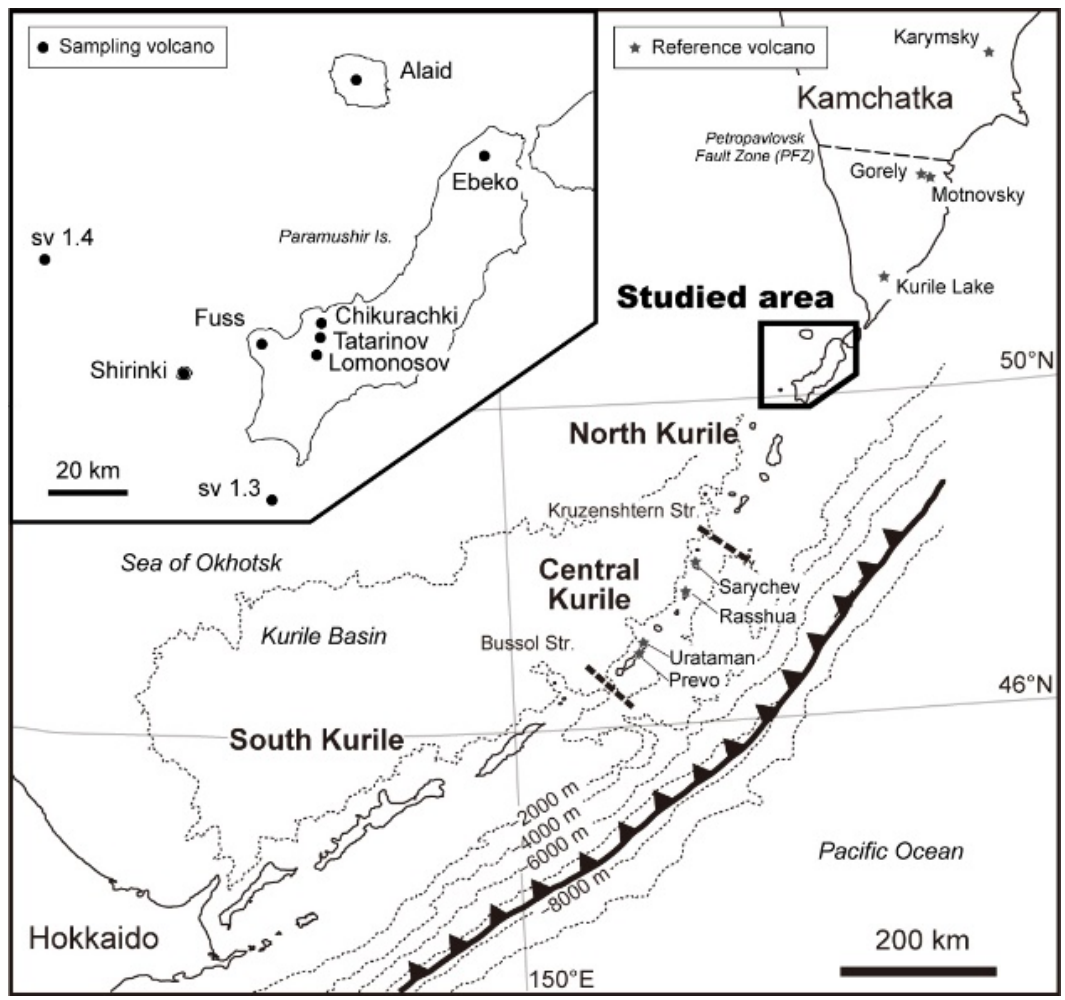 Sampling volcano
Alaid
Ebeko
Paramushir Is.
sv 1.4
Fuss
Chikurachki
Tatarinov
Lomonosov
Shirinki
20 km
sv 1.3
Reference volcano
Karymsky
Kamchatka
Petropavlovsk
Fault Zone (PFZ)
Gorely
Motnovsky
Kurile Lake
Studied area
50°N
North Kurile
Kruzenshtern Str.
Sea of Okhotsk
Central
Kurile
Sarychev
Rasshua
Kurile Basin
Bussol Str.
Urataman
Prevo
46°N
South Kurile
-2000 m
-4000 m
-6000 m
-8000 m
Pacific Ocean
Hokkaido
200 km
150°E